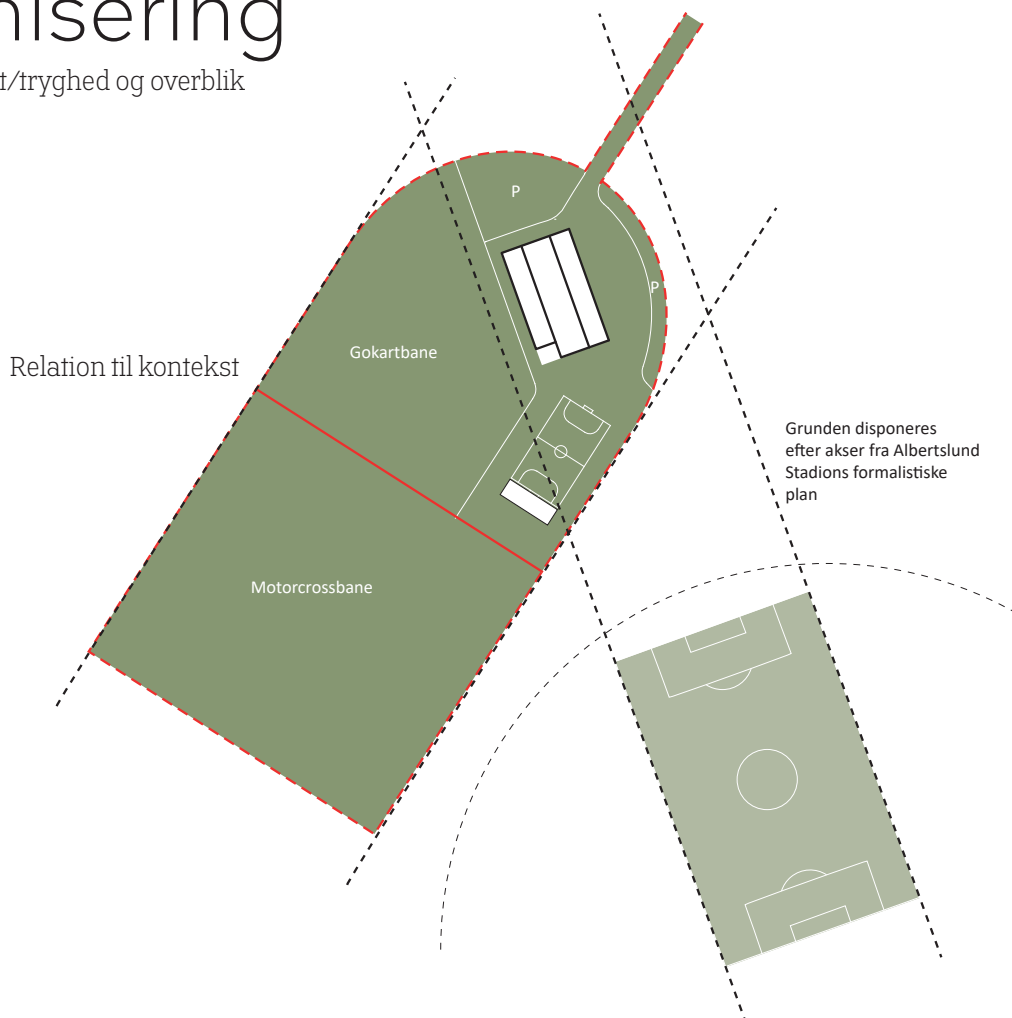 nisering
t/tryghed og overblik
P
P
Gokartbane
Relation til kontekst
Grunden disponeres
efter akser fra Albertslund
Stadions formalistiske
plan
Motorcrossbane